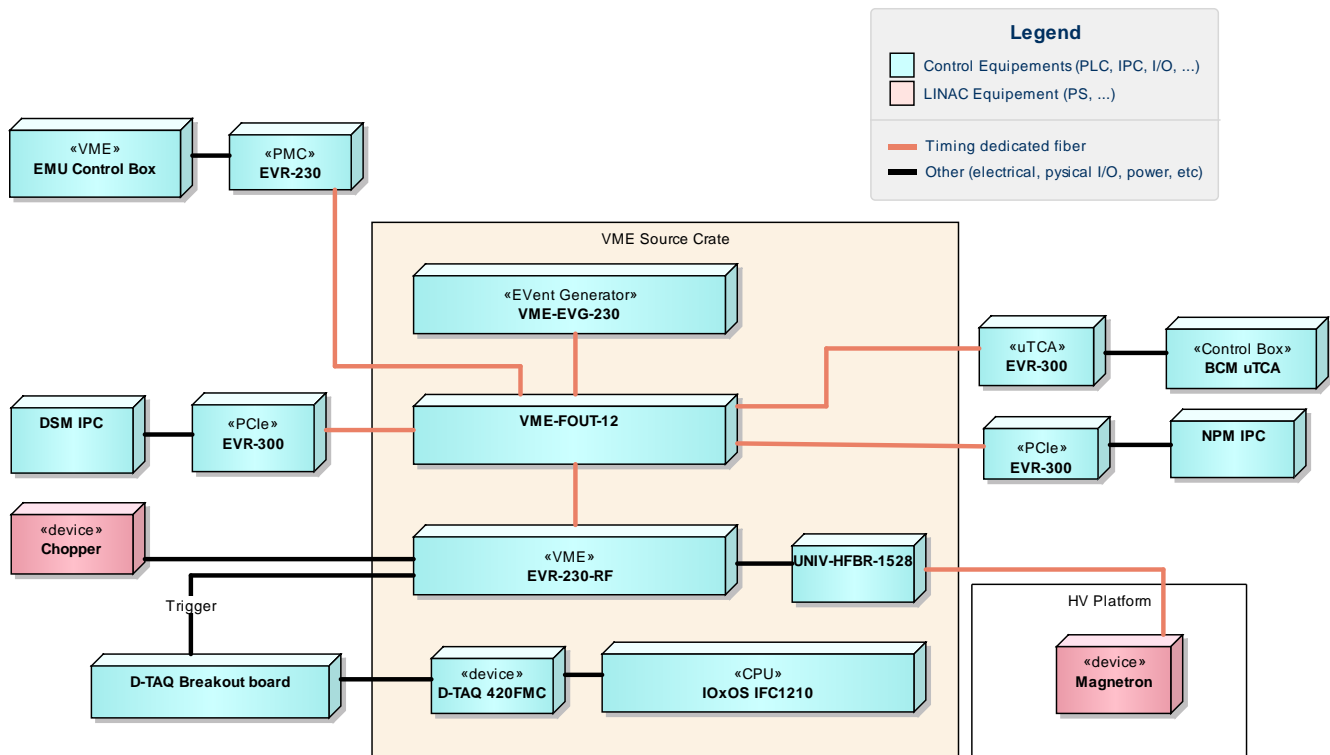 Legend
Control Equipements (PLC, IPC, I/O, ...)
LINAC Equipement (PS, ...)
Timing dedicated fiber
Other (electrical, pysical I/O, power, etc)
«VME»
EMU Control Box
«PMC»
EVR-230
VME Source Crate
«EVent Generator»
VME-EVG-230
«uTCA»
EVR-300
«Control Box»
BCM uTCA
DSM IPC
«PCIe»
EVR-300
VME-FOUT-12
«PCIe»
EVR-300
NPM IPC
«device»
Chopper
«VME»
EVR-230-RF
UNIV-HFBR-1528
Trigger
HV Platform
D-TAQ Breakout board
«device»
D-TAQ 420FMC
«CPU»
IOxOS IFC1210
«device»
Magnetron